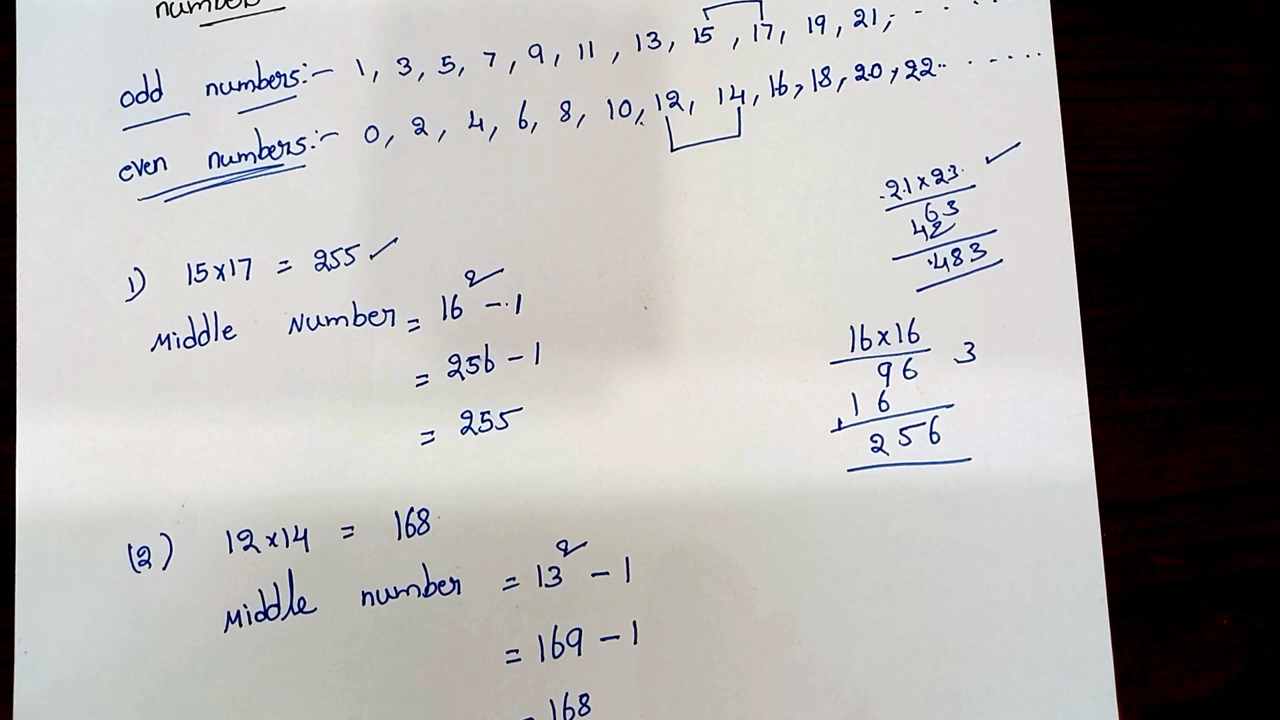 number
odd numbers:- 1, 3, 5, 7, 9, 11, 13, 15, 17, 19, 21, - . . . . .
even numbers:- 0, 2, 4, 6, 8, 10, 12, 14, 16, 18, 20, 22 . . . . . . .
1) 15x17 = 255 ✓
Middle Number = 16² - 1
= 256 - 1
= 255
21x23 ✓
63
42
483
16x16
96 3
16
256
(2) 12x14 = 168
Middle number = 13² - 1
= 169 - 1
= 168